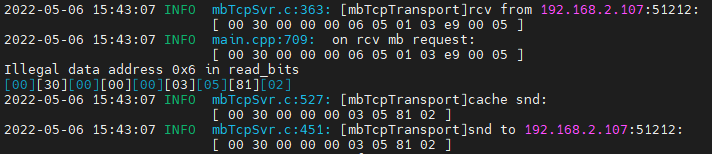 2022-05-06 15:43:07 INFO mbTcpSvr.c:363: [mbTcpTransport]rcv from 192.168.2.107:51212:
[ 00 30 00 00 00 06 05 01 03 e9 00 05 ]
2022-05-06 15:43:07 INFO main.cpp:709: on rcv mb request:
[ 00 30 00 00 00 06 05 01 03 e9 00 05 ]
Illegal data address 0x6 in read_bits
[00][30][00][00][00][03][05][81][02]
2022-05-06 15:43:07 INFO mbTcpSvr.c:527: [mbTcpTransport]cache snd:
[ 00 30 00 00 00 03 05 81 02 ]
2022-05-06 15:43:07 INFO mbTcpSvr.c:451: [mbTcpTransport]snd to 192.168.2.107:51212:
[ 00 30 00 00 00 03 05 81 02 ]